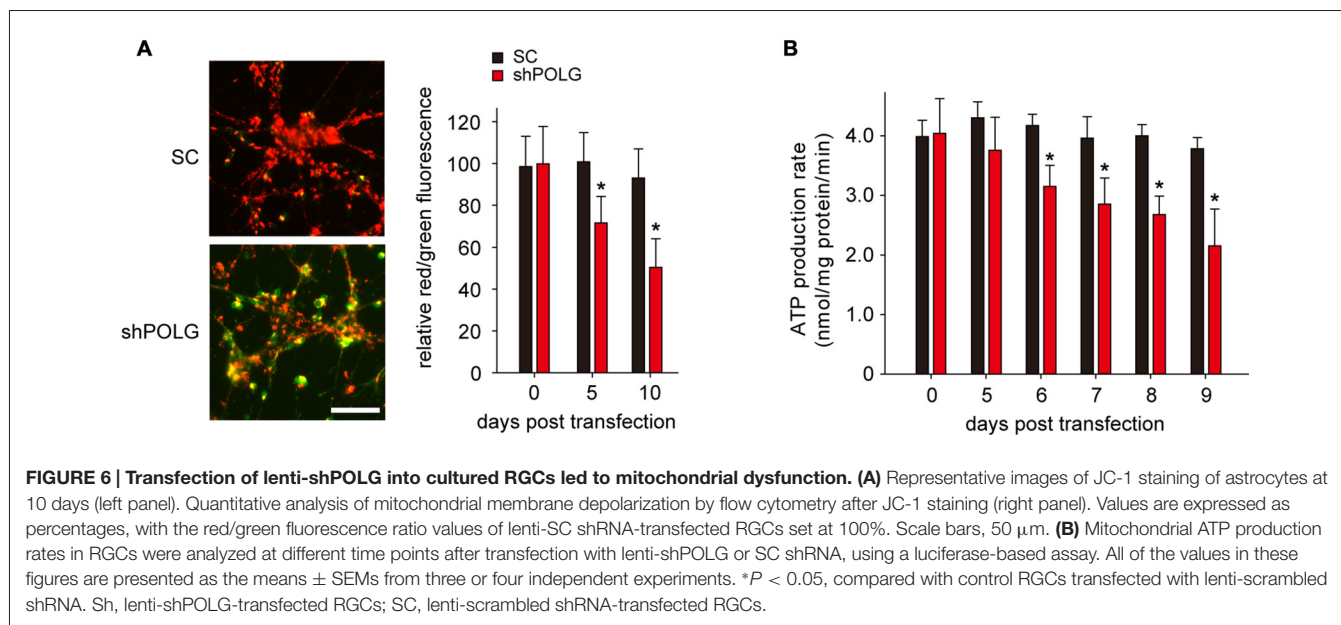 A
SC
shPOLG
SC
shPOLG
relative red/green fluorescence
120
100
80
60
40
20
0
*
*
0 5 10
days post transfection
B
ATP production rate
(nmol/mg protein/min)
4.0
3.0
2.0
1.0
0
*
*
*
*
0 5 6 7 8 9
days post transfection
FIGURE 6 | Transfection of lenti-shPOLG into cultured RGCs led to mitochondrial dysfunction. (A) Representative images of JC-1 staining of astrocytes at
10 days (left panel). Quantitative analysis of mitochondrial membrane depolarization by flow cytometry after JC-1 staining (right panel). Values are expressed as
percentages, with the red/green fluorescence ratio values of lenti-SC shRNA-transfected RGCs set at 100%. Scale bars, 50 μm. (B) Mitochondrial ATP production
rates in RGCs were analyzed at different time points after transfection with lenti-shPOLG or SC shRNA, using a luciferase-based assay. All of the values in these
figures are presented as the means ± SEMs from three or four independent experiments. *P < 0.05, compared with control RGCs transfected with lenti-scrambled
shRNA. Sh, lenti-shPOLG-transfected RGCs; SC, lenti-scrambled shRNA-transfected RGCs.